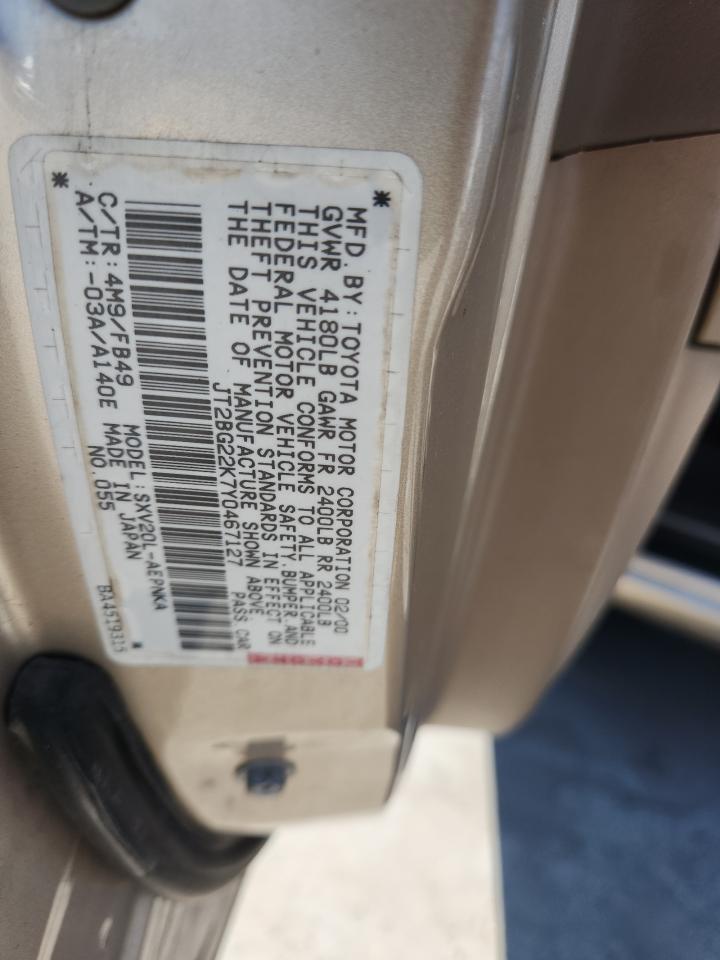 MFD. BY: TOYOTA MOTOR CORPORATION 02/00
GVWR 4180LB GAWR FR 2400LB RR 2400LB
THIS VEHICLE CONFORMS TO ALL APPLICABLE
FEDERAL MOTOR VEHICLE SAFETY, BUMPER, AND
THEFT PREVENTION STANDARDS IN EFFECT ON
THE DATE OF MANUFACTURE SHOWN ABOVE.
JT2BG22K7Y0467127 PASS CAR
C/TR: 4M9/FB49 MODEL: SXV20L-AEPNKA
A/TM: -03A/A140E MADE IN JAPAN
NO. 055
BA4519315